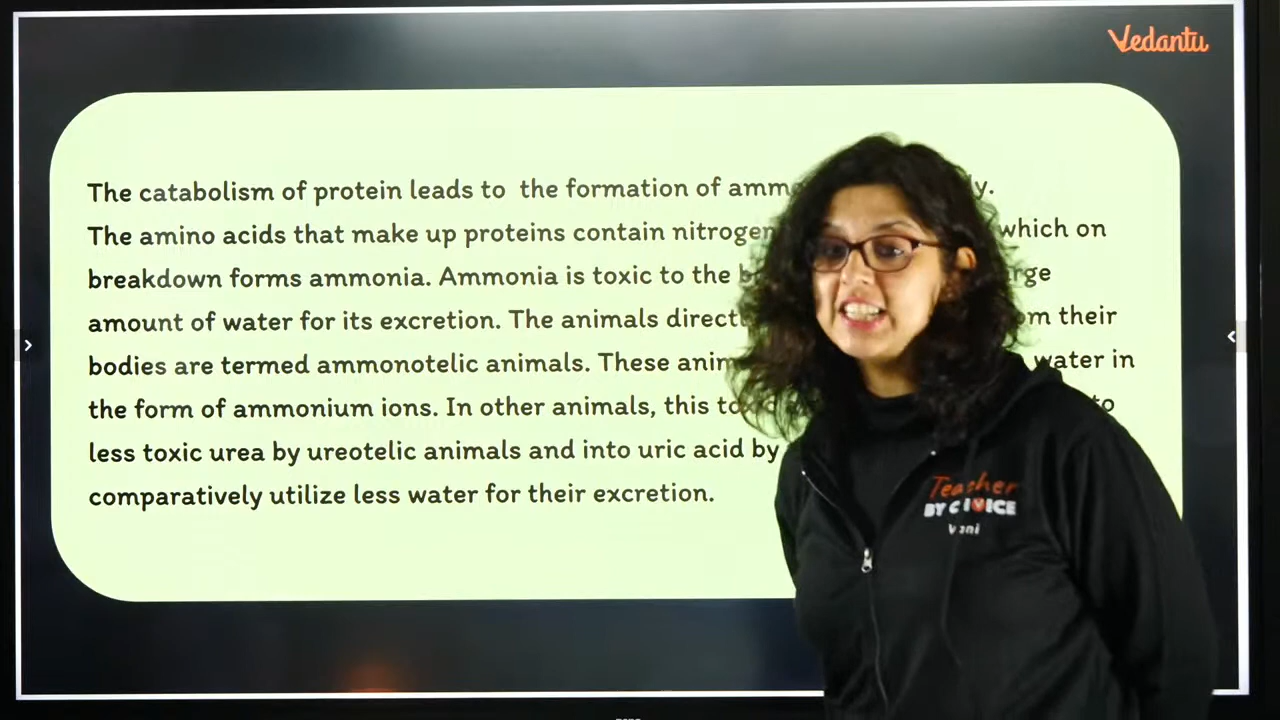 Vedantu
The catabolism of protein leads to the formation of
The amino acids that make up proteins contain nitrogen which on
breakdown forms ammonia. Ammonia is toxic to the
amount of water for its excretion. The animals their
bodies are termed ammonotelic animals. These water in
the form of ammonium ions. In other animals, this to
less toxic urea by ureotelic animals and into uric acid by
comparatively utilize less water for their excretion.
Teacher
BY CHOICE
Vani